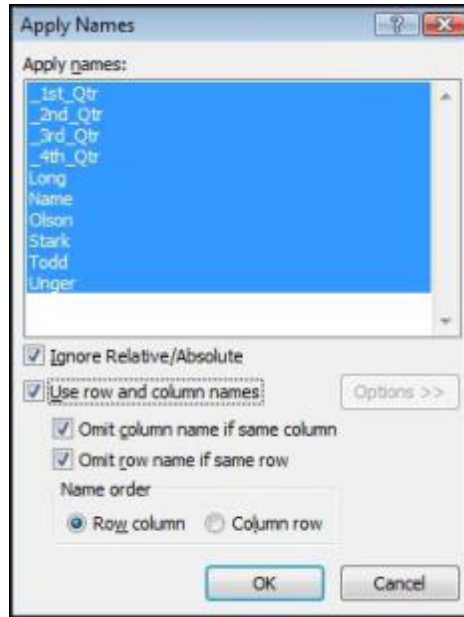 Apply Names
Apply names:
_1st_Qtr
_2nd_Qtr
_3rd_Qtr
_4th_Qtr
Long
Name
Olson
Stark
Todd
Unger
Ignore Relative/Absolute
Use row and column names
Options >>
Omit column name if same column
Omit row name if same row
Name order
Row column
Column row
OK
Cancel